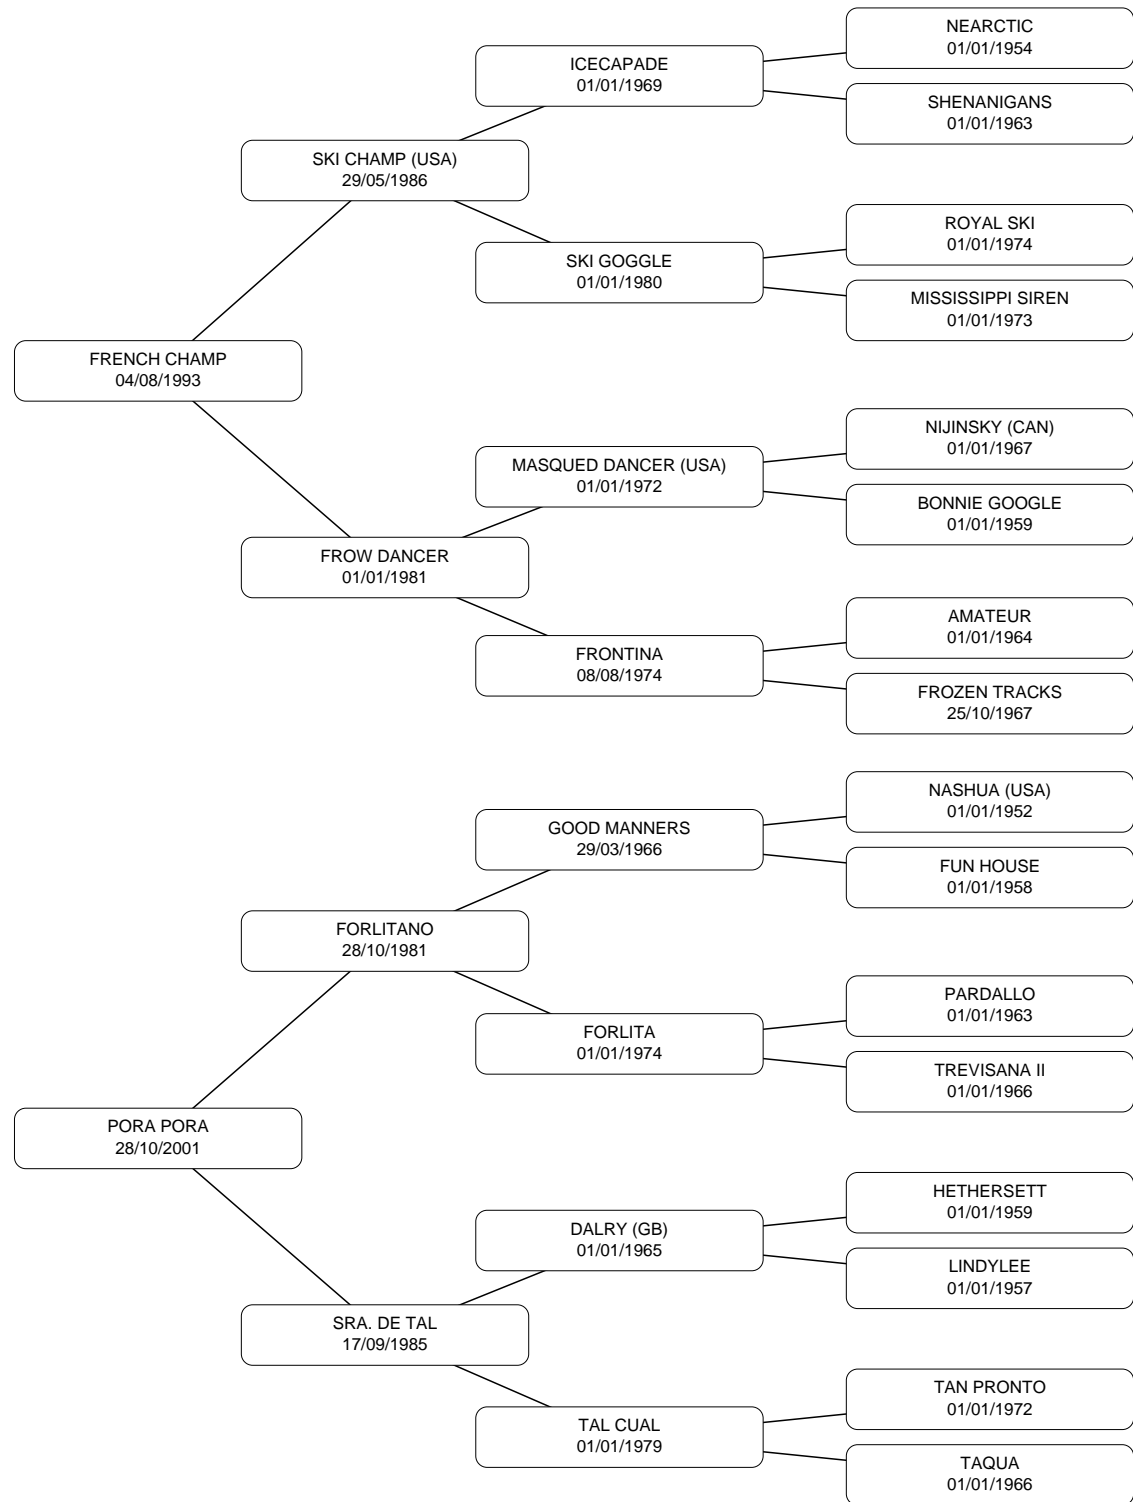 NEARCTIC
01/01/1954
ICECAPADE
01/01/1969
SHENANIGANS
01/01/1963
SKI CHAMP (USA)
29/05/1986
ROYAL SKI
01/01/1974
SKI GOGGLE
01/01/1980
MISSISSIPPI SIREN
01/01/1973
FRENCH CHAMP
04/08/1993
NIJINSKY (CAN)
01/01/1967
MASQUED DANCER (USA)
01/01/1972
BONNIE GOOGLE
01/01/1959
FROW DANCER
01/01/1981
AMATEUR
01/01/1964
FRONTINA
08/08/1974
FROZEN TRACKS
25/10/1967
NASHUA (USA)
01/01/1952
GOOD MANNERS
29/03/1966
FUN HOUSE
01/01/1958
FORLITANO
28/10/1981
PARDALLO
01/01/1963
FORLITA
01/01/1974
TREVISANA II
01/01/1966
PORA PORA
28/10/2001
HETHERSETT
01/01/1959
DALRY (GB)
01/01/1965
LINDYLEE
01/01/1957
SRA. DE TAL
17/09/1985
TAN PRONTO
01/01/1972
TAL CUAL
01/01/1979
TAQUA
01/01/1966